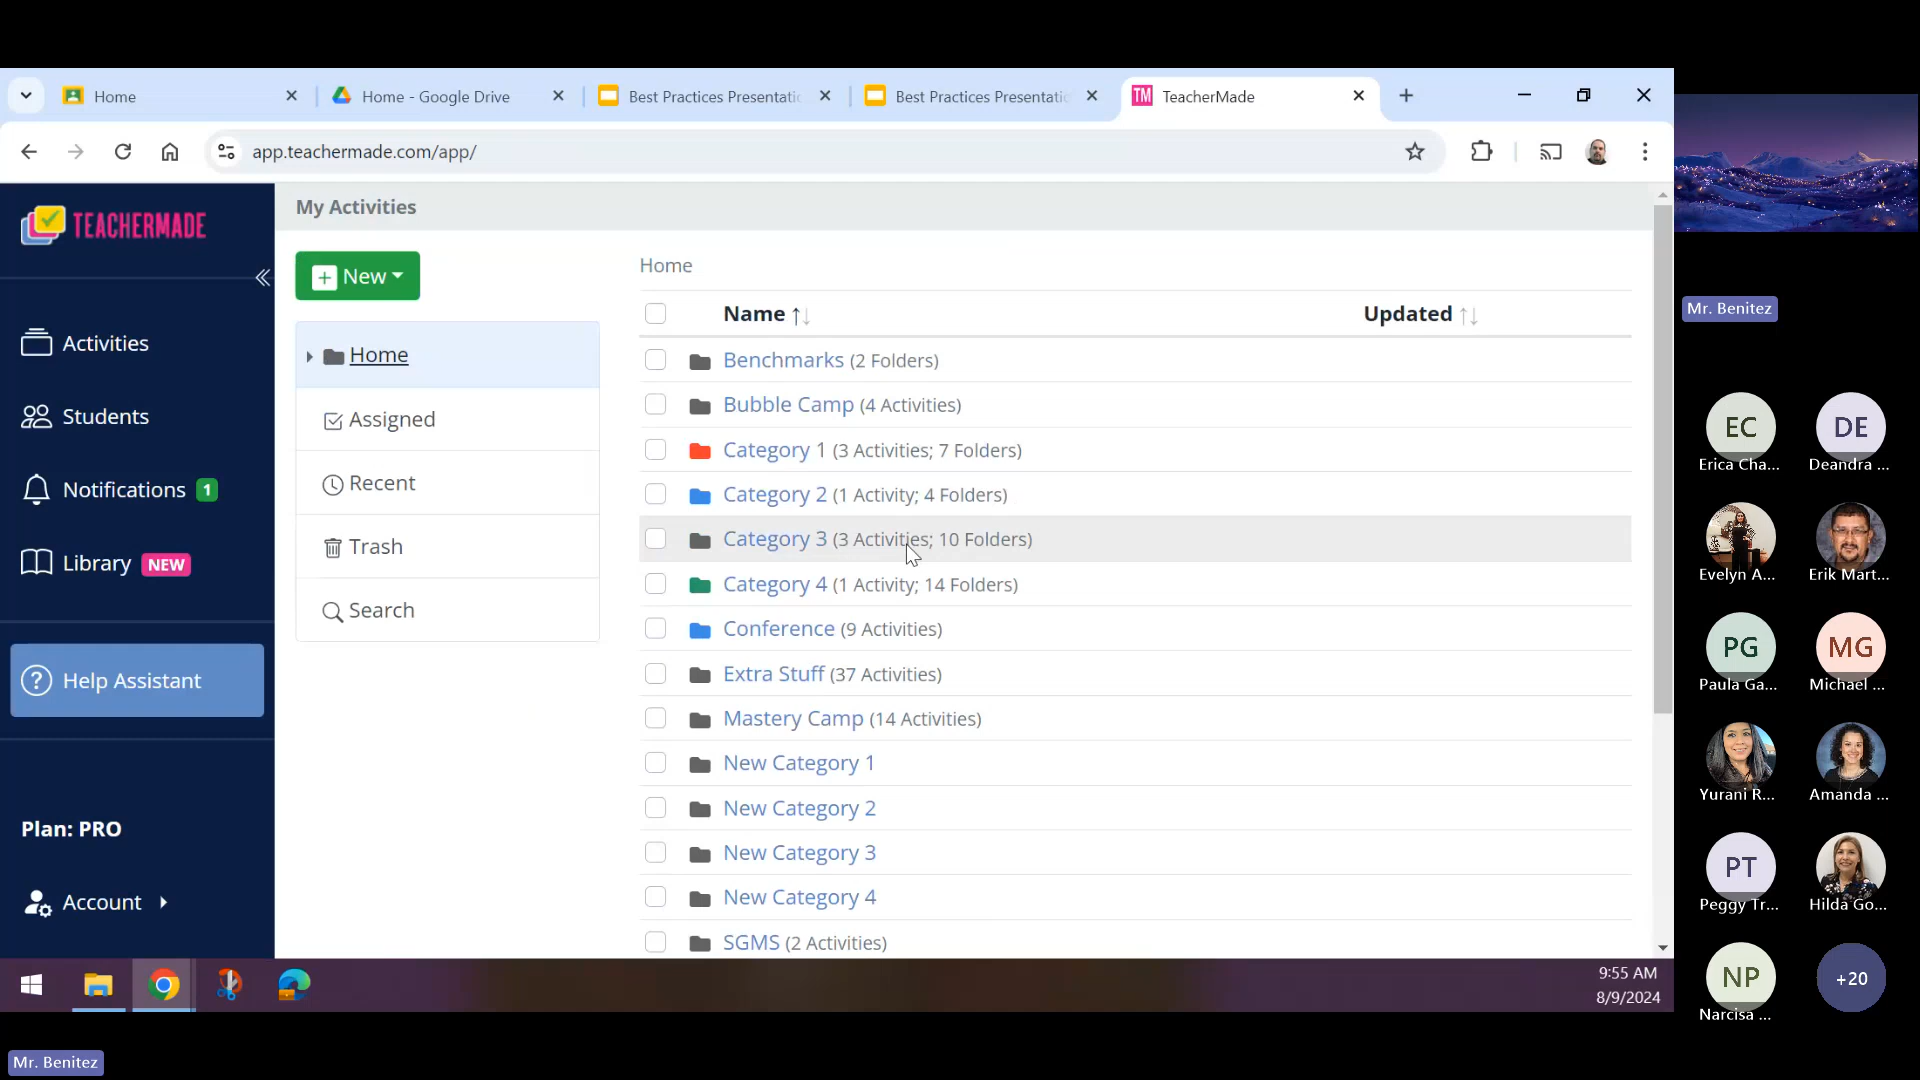 Home
Home - Google Drive
Best Practices Presentati
Best Practices Presentati
TM TeacherMade
app.teachermade.com/app/
TEACHERMADE
My Activities
New
Home
Activities
Students
Notifications 1
Library NEW
Help Assistant
Plan: PRO
Account
Home
Assigned
Recent
Trash
Search
Name
Updated
Benchmarks (2 Folders)
Bubble Camp (4 Activities)
Category 1 (3 Activities; 7 Folders)
Category 2 (1 Activity; 4 Folders)
Category 3 (3 Activities; 10 Folders)
Category 4 (1 Activity; 14 Folders)
Conference (9 Activities)
Extra Stuff (37 Activities)
Mastery Camp (14 Activities)
New Category 1
New Category 2
New Category 3
New Category 4
SGMS (2 Activities)
9:55 AM
8/9/2024
Mr. Benitez
EC
Erica Cha...
DE
Deandra ...
Evelyn A...
Erik Mart...
PG
Paula Ga...
MG
Michael ...
Yurani R...
Amanda ...
PT
Peggy Tr...
Hilda Go...
NP
Narcisa ...
+20
Mr. Benitez